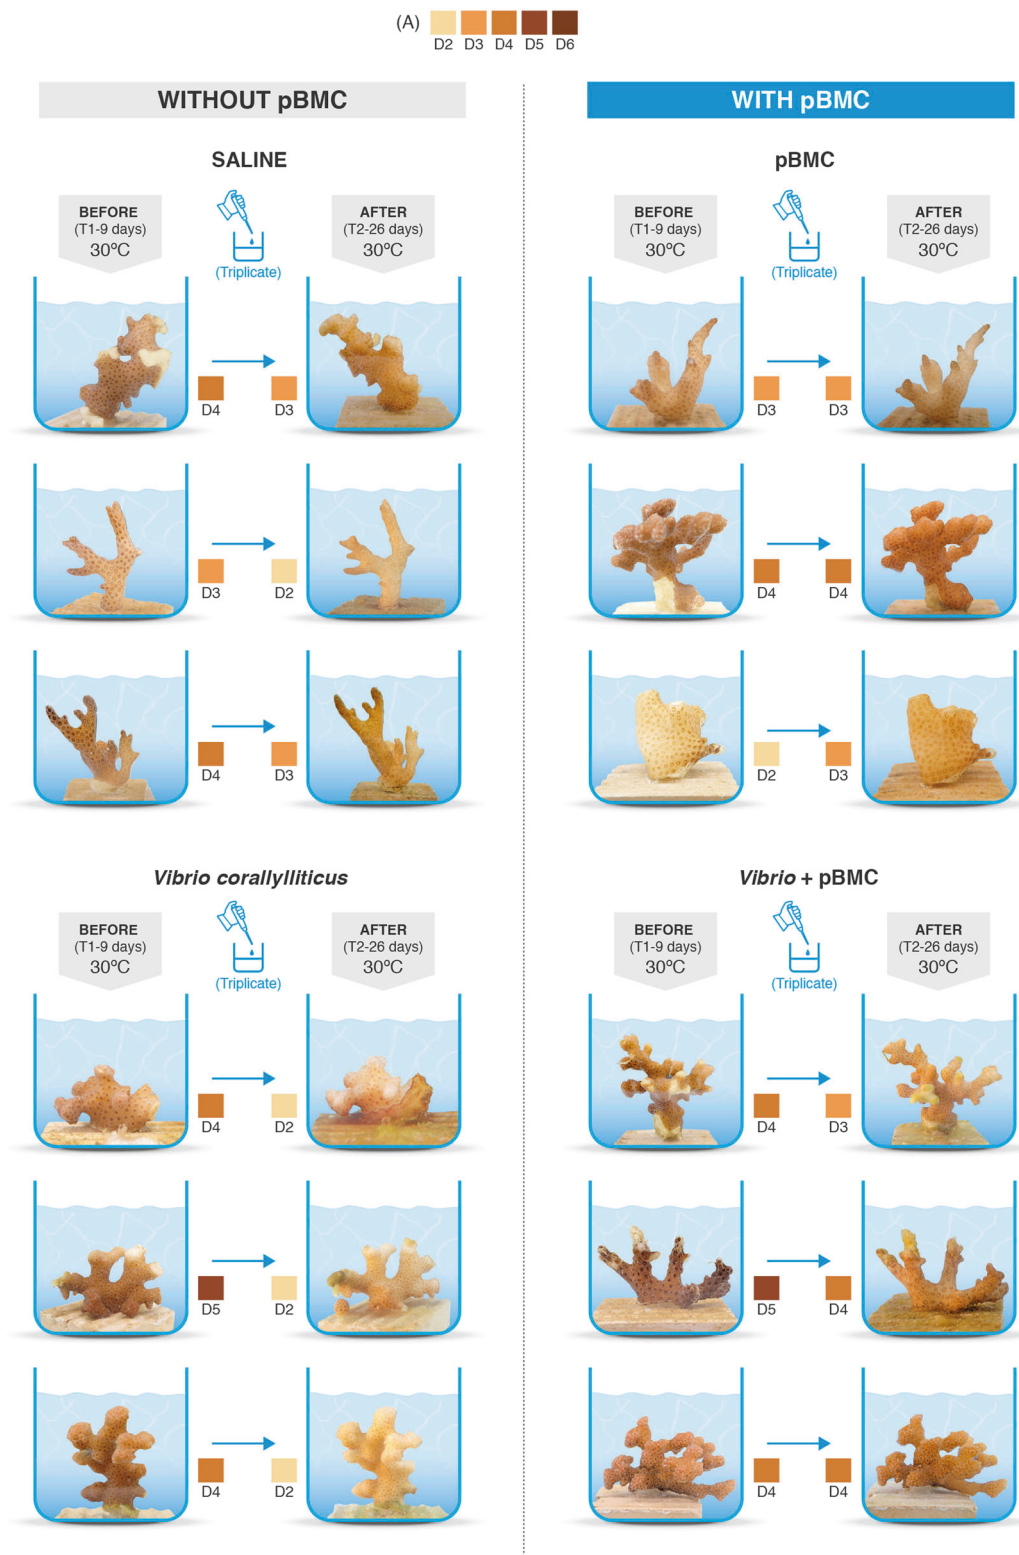 (A)
D2 D3 D4 D5 D6
WITHOUT pBMC
SALINE
BEFORE
(T1-9 days)
30ºC
(Triplicate)
AFTER
(T2-26 days)
30ºC
D4 D3
D3 D2
D4 D3
Vibrio corallylliticus
BEFORE
(T1-9 days)
30ºC
(Triplicate)
AFTER
(T2-26 days)
30ºC
D4 D2
D5 D2
D4 D2
WITH pBMC
pBMC
BEFORE
(T1-9 days)
30ºC
(Triplicate)
AFTER
(T2-26 days)
30ºC
D3 D3
D4 D4
D2 D3
Vibrio + pBMC
BEFORE
(T1-9 days)
30ºC
(Triplicate)
AFTER
(T2-26 days)
30ºC
D4 D3
D5 D4
D4 D4